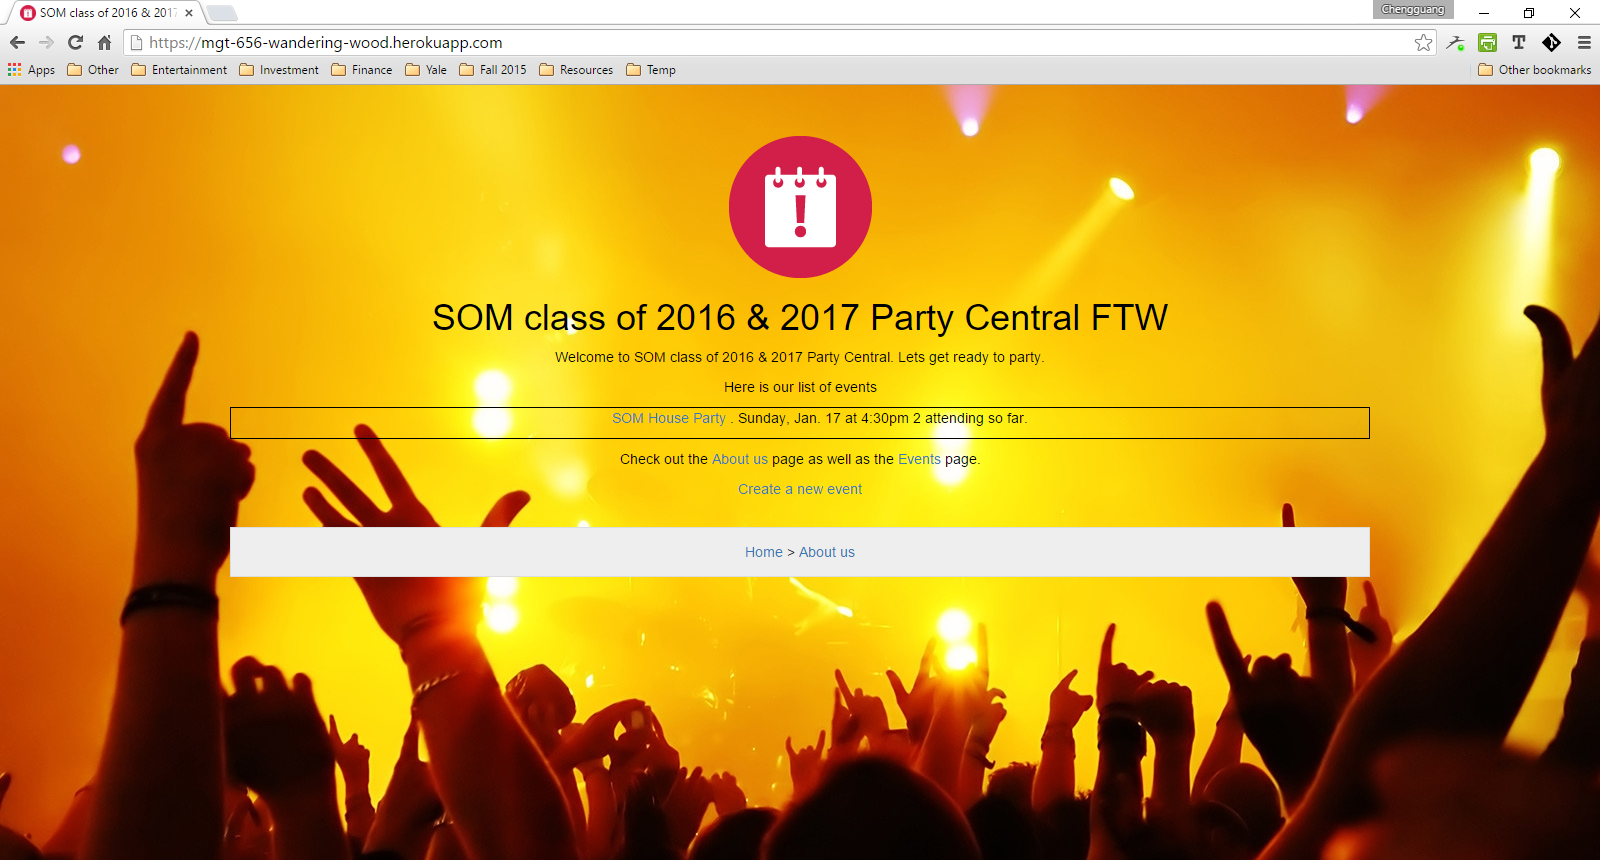 SOM class of 2016 & 201
Chengguang
https://mgt-656-wandering-wood.herokuapp.com
Apps Other Entertainment Investment Finance Yale Fall 2015 Resources Temp Other bookmarks
SOM class of 2016 & 2017 Party Central FTW
Welcome to SOM class of 2016 & 2017 Party Central. Lets get ready to party.
Here is our list of events
SOM House Party . Sunday, Jan. 17 at 4:30pm 2 attending so far.
Check out the About us page as well as the Events page.
Create a new event
Home > About us